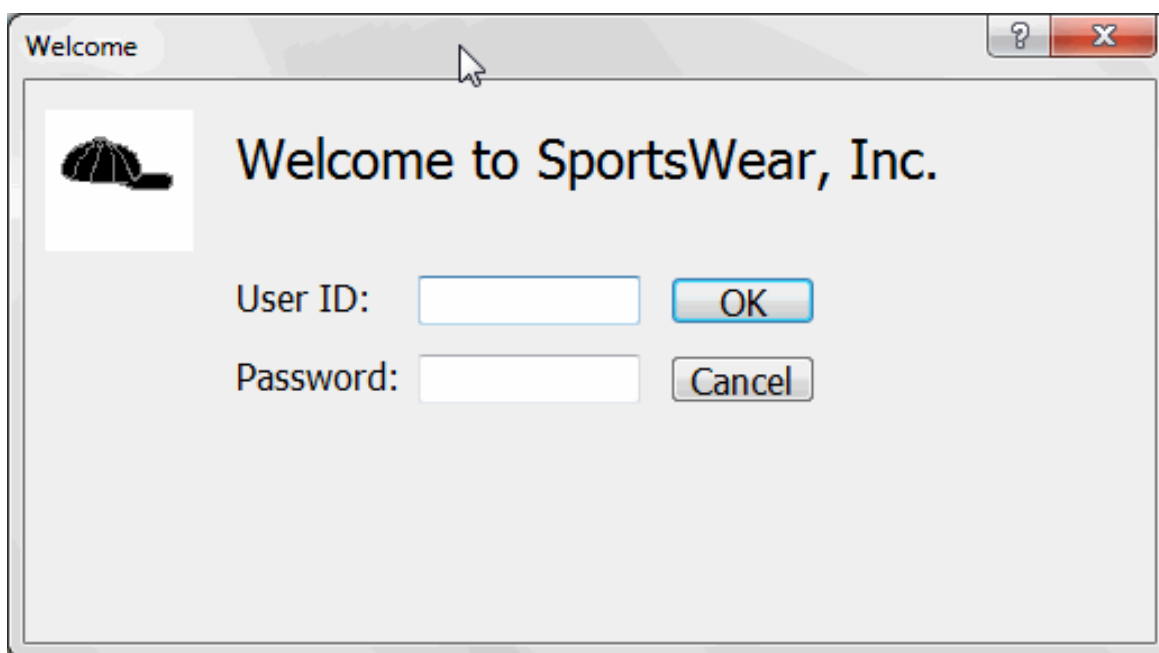 Welcome
?
X
Welcome to SportsWear, Inc.
User ID:
OK
Password:
Cancel